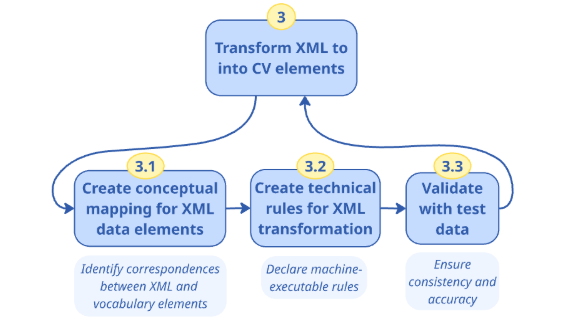 3
Transform XML to
into CV elements
3.1
Create conceptual
mapping for XML
data elements
3.2
Create technical
rules for XML
transformation
3.3
Validate
with test
data
Identify correspondences
between XML and
vocabulary elements
Declare machine-
executable rules
Ensure
consistency and
accuracy